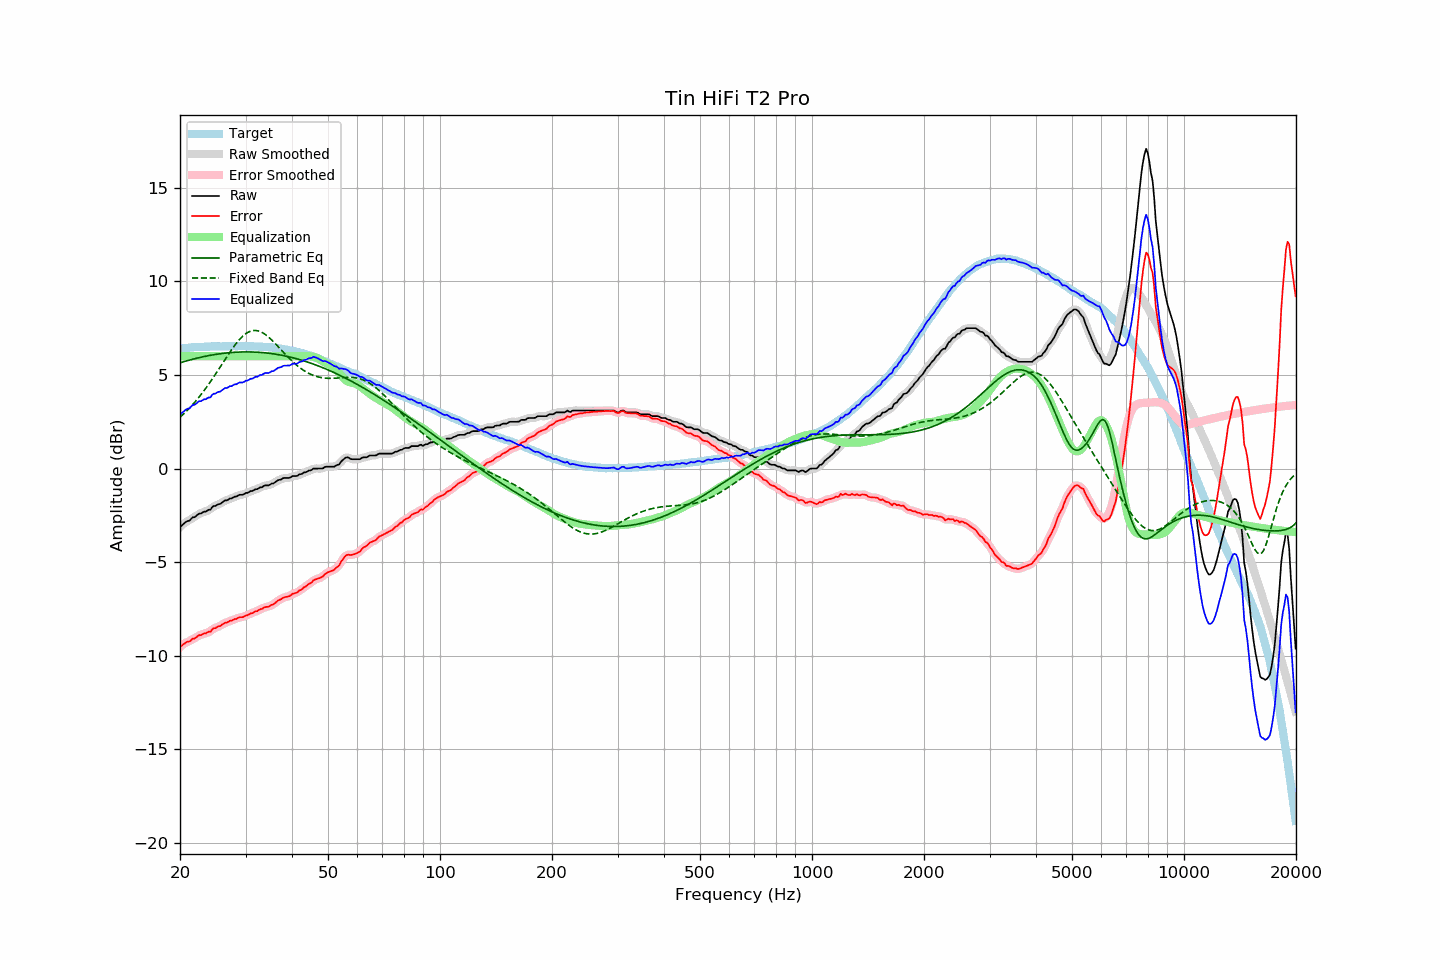 Tin HiFi T2 Pro
Target
Raw Smoothed
Error Smoothed
Raw
Error
Equalization
Parametric Eq
Fixed Band Eq
Equalized
15
10
5
0
−5
−10
−15
−20
Amplitude (dBr)
20
50
100
200
500
1000
2000
5000
10000
20000
Frequency (Hz)